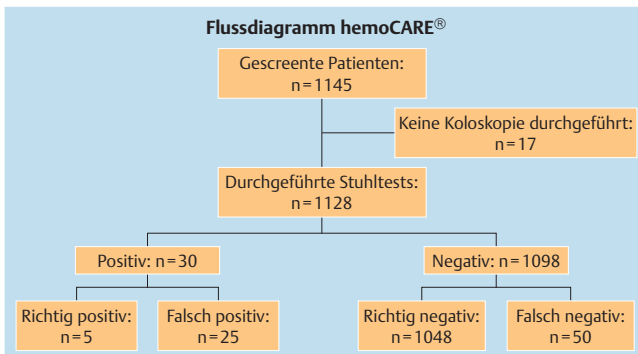 Flussdiagramm hemoCARE®
Gescreente Patienten:
n=1145
Keine Koloskopie durchgeführt:
n=17
Durchgeführte Stuhltests:
n=1128
Positiv: n=30
Negativ: n=1098
Richtig positiv:
n=5
Falsch positiv:
n=25
Richtig negativ:
n=1048
Falsch negativ:
n=50